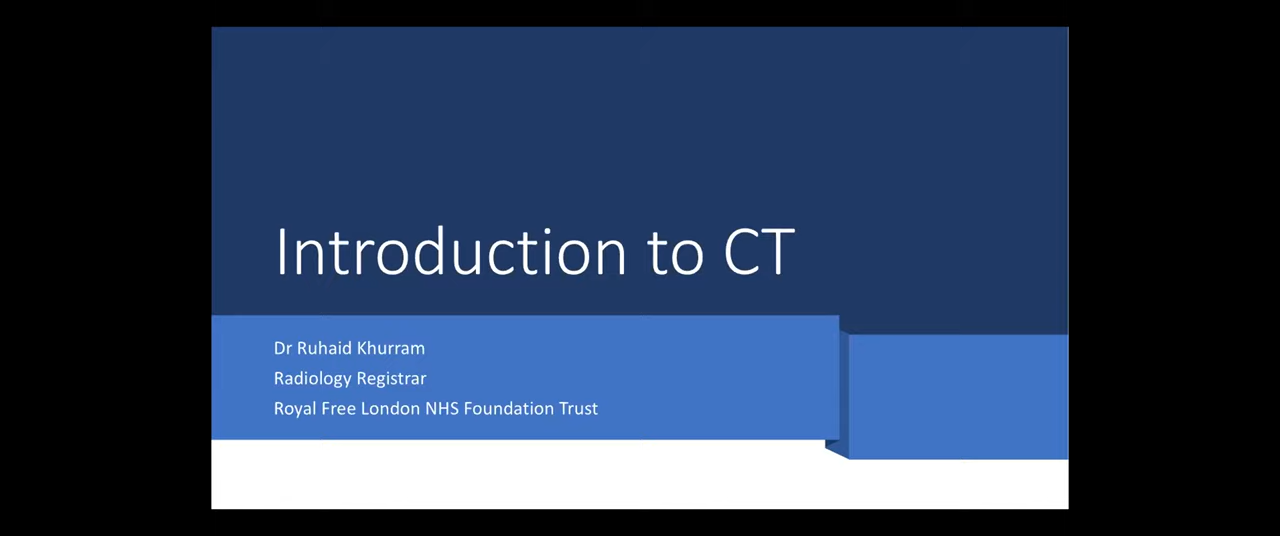 Introduction to CT
Dr Ruhaid Khurram
Radiology Registrar
Royal Free London NHS Foundation Trust